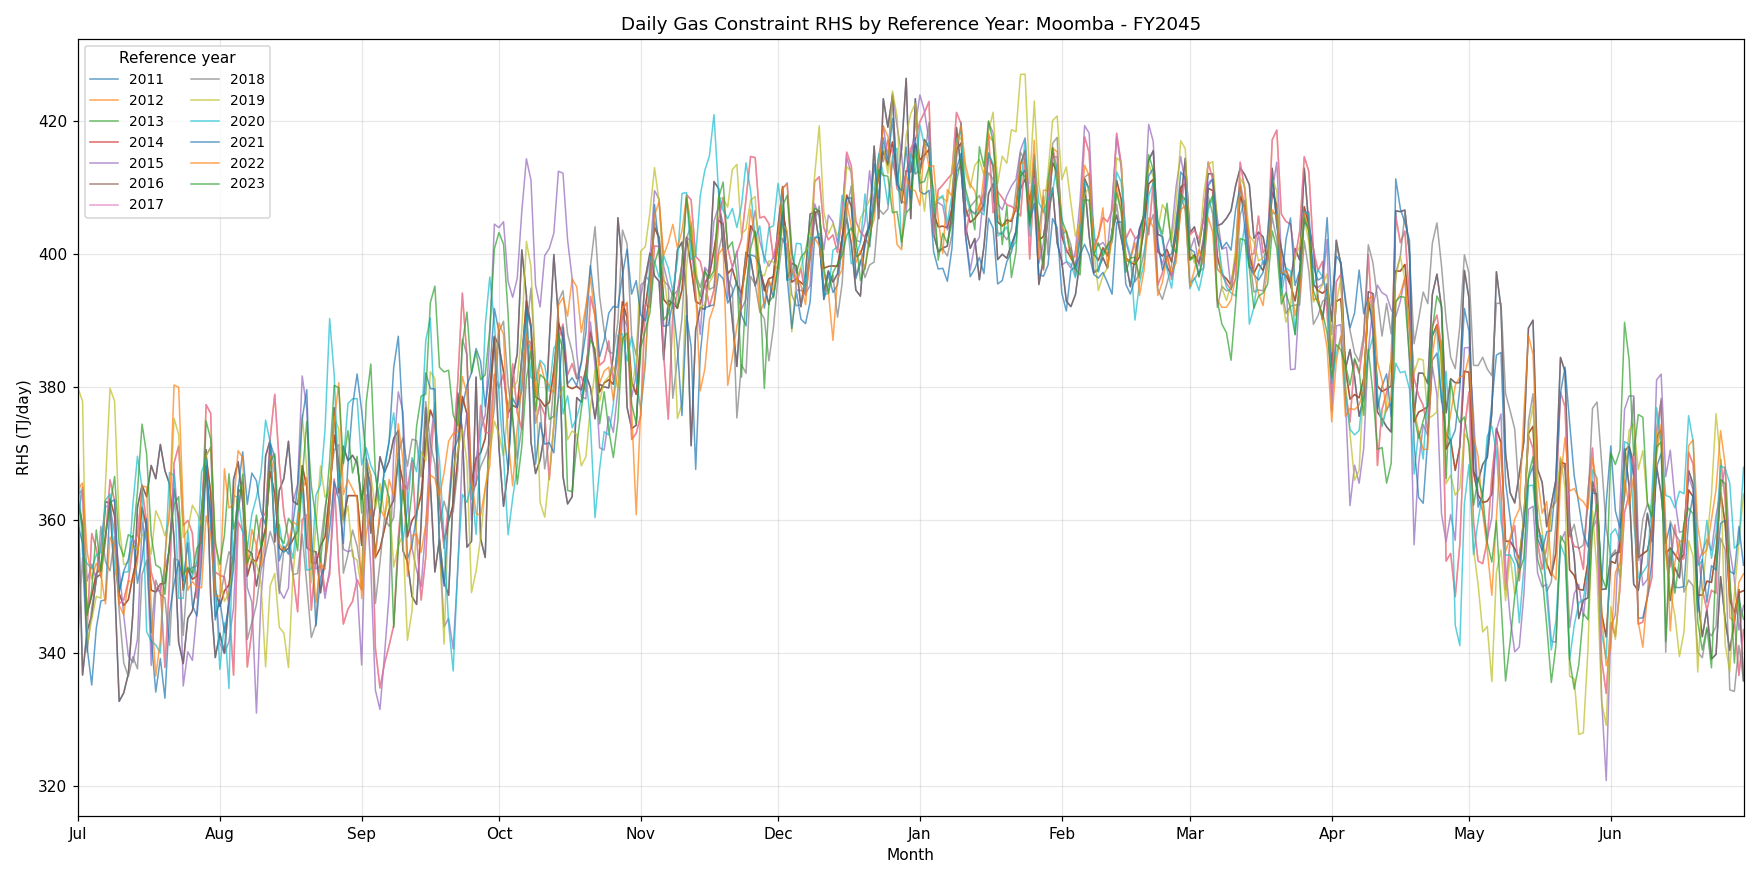 Daily Gas Constraint RHS by Reference Year: Moomba - FY2045
Reference year
2011 2018
2012 2019
2013 2020
2014 2021
2015 2022
2016 2023
2017
RHS (TJ/day)
420
400
380
360
340
320
Jul Aug Sep Oct Nov Dec Jan Feb Mar Apr May Jun
Month